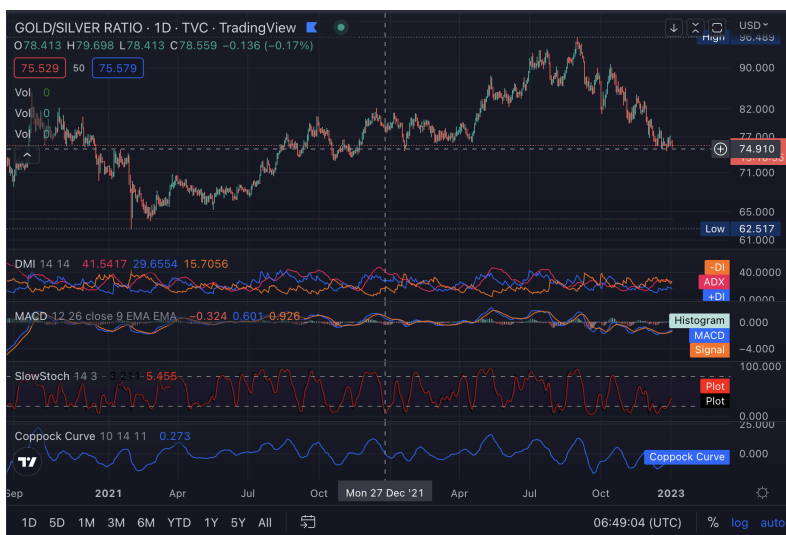 GOLD/SILVER RATIO · 1D · TVC · TradingView
O78.413 H79.698 L78.413 C78.559 −0.136 (−0.17%)
75.529 50 75.579
Vol 0
Vol 0
Vol 0
USD
High 96.489
90.000
82.000
77.000
74.910
71.000
65.000
Low 62.517
61.000
DMI 14 14 41.5417 29.6554 15.7056
-DI
40.0000
ADX
+DI
0.0000
MACD 12 26 close 9 EMA EMA −0.324 0.601 0.926
Histogram
0.000
MACD
Signal
−4.000
SlowStoch 14 3 3.211 5.455
100.000
Plot
Plot
0.000
25.000
Coppock Curve 10 14 11 0.273
Coppock Curve
0.000
Sep 2021 Apr Jul Oct Mon 27 Dec '21 Apr Jul Oct 2023
1D 5D 1M 3M 6M YTD 1Y 5Y All 06:49:04 (UTC) % log auto